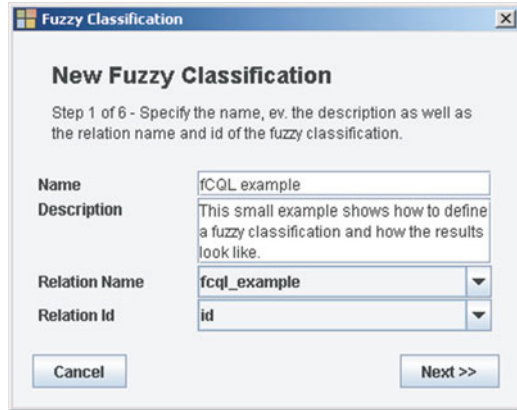 Fuzzy Classification
New Fuzzy Classification
Step 1 of 6 - Specify the name, ev. the description as well as
the relation name and id of the fuzzy classification.
Name
fCQL example
Description
This small example shows how to define
a fuzzy classification and how the results
look like.
Relation Name
fcql_example
Relation Id
id
Cancel
Next >>